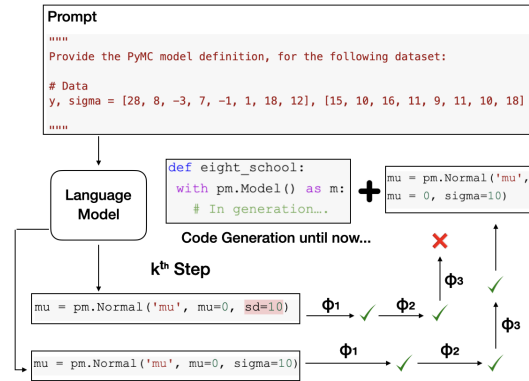 Prompt
"""
Provide the PyMC model definition, for the following dataset:
# Data
y, sigma = [28, 8, -3, 7, -1, 1, 18, 12], [15, 10, 16, 11, 9, 11, 10, 18]
"""
Language
Model
def eight_school:
with pm.Model() as m:
# In generation….
mu = pm.Normal('mu',
mu = 0, sigma=10)
Code Generation until now...
kth Step
mu = pm.Normal('mu', mu=0, sd=10)
Φ1
Φ2
Φ3
mu = pm.Normal('mu', mu=0, sigma=10)
Φ1
Φ2
Φ3